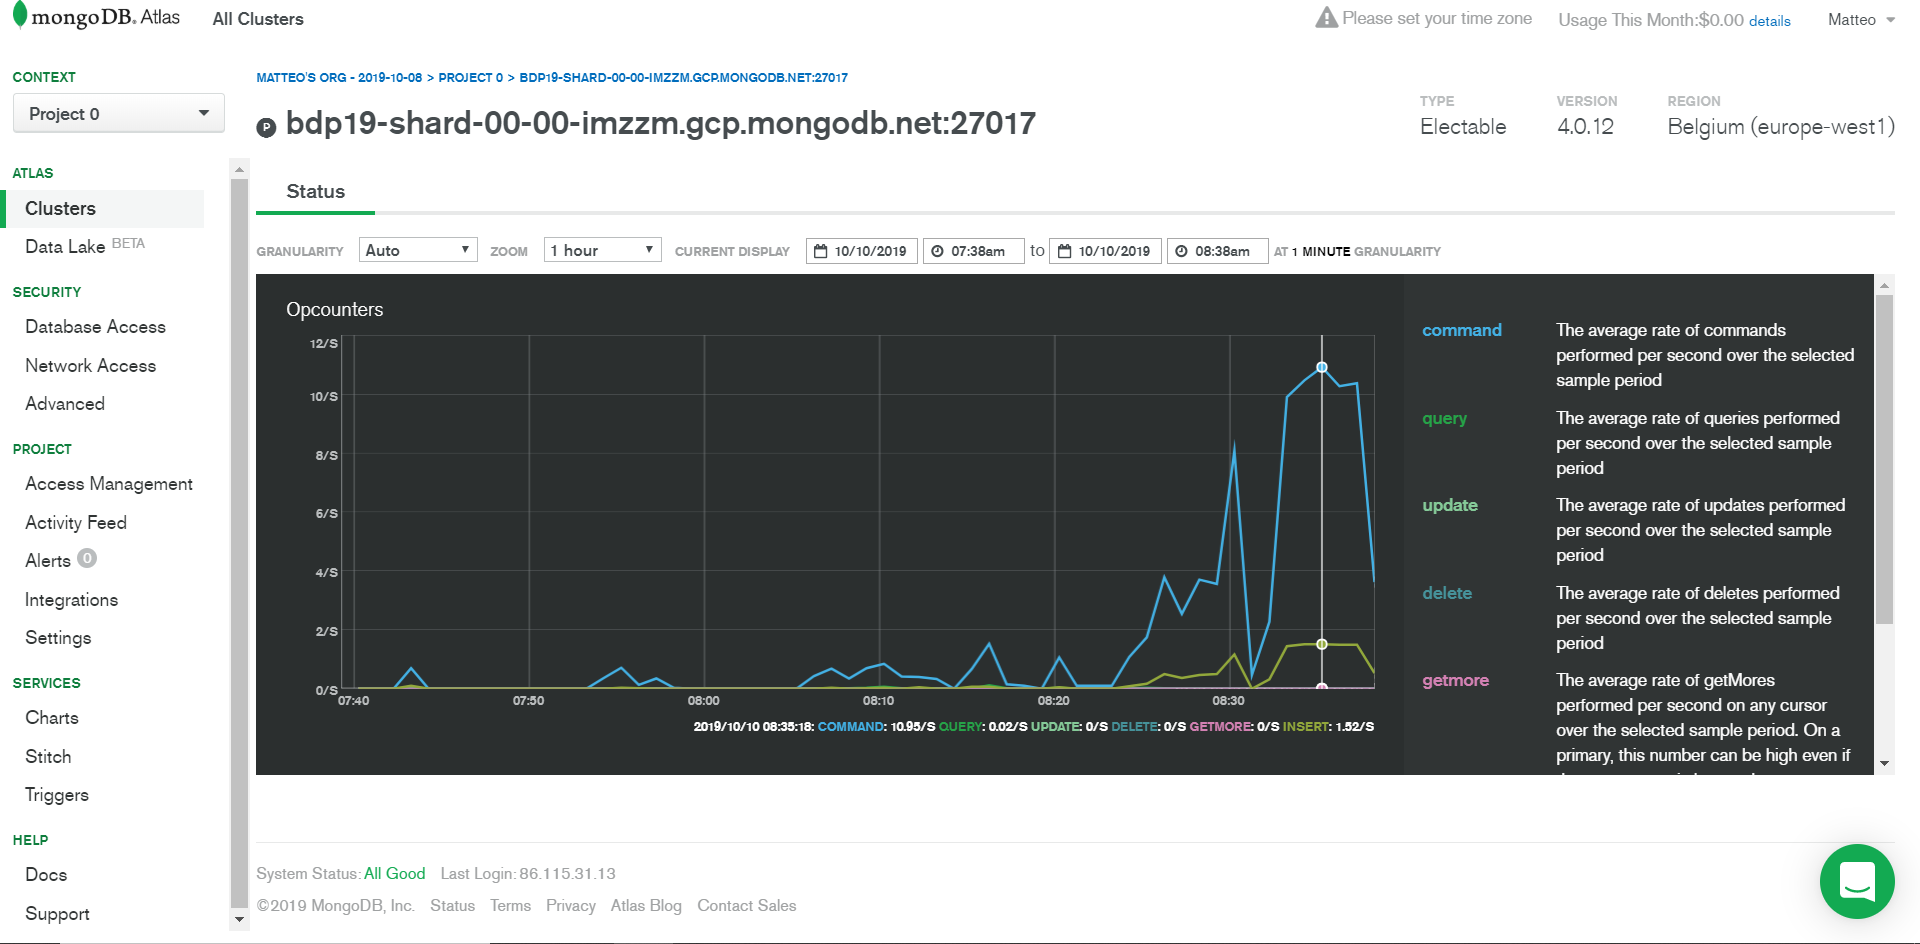 mongoDB. Atlas
All Clusters
Please set your time zone
Usage This Month:$0.00 details
Matteo
CONTEXT
Project 0
ATLAS
Clusters
Data Lake BETA
SECURITY
Database Access
Network Access
Advanced
PROJECT
Access Management
Activity Feed
Alerts 0
Integrations
Settings
SERVICES
Charts
Stitch
Triggers
HELP
Docs
Support
MATTEO'S ORG - 2019-10-08 > PROJECT 0 > BDP19-SHARD-00-00-IMZZM.GCP.MONGODB.NET:27017
P bdp19-shard-00-00-imzzm.gcp.mongodb.net:27017
TYPE
Electable
VERSION
4.0.12
REGION
Belgium (europe-west1)
Status
GRANULARITY Auto ZOOM 1 hour CURRENT DISPLAY 10/10/2019 07:38am to 10/10/2019 08:38am AT 1 MINUTE GRANULARITY
Opcounters
12/S
10/S
8/S
6/S
4/S
2/S
0/S
07:40 07:50 08:00 08:10 08:20 08:30
2019/10/10 08:35:18: COMMAND: 10.95/S QUERY: 0.02/S UPDATE: 0/S DELETE: 0/S GETMORE: 0/S INSERT: 1.52/S
command
The average rate of commands
performed per second over the selected
sample period
query
The average rate of queries performed
per second over the selected sample
period
update
The average rate of updates performed
per second over the selected sample
period
delete
The average rate of deletes performed
per second over the selected sample
period
getmore
The average rate of getMores
performed per second on any cursor
over the selected sample period. On a
primary, this number can be high even if
System Status: All Good Last Login: 86.115.31.13
©2019 MongoDB, Inc. Status Terms Privacy Atlas Blog Contact Sales